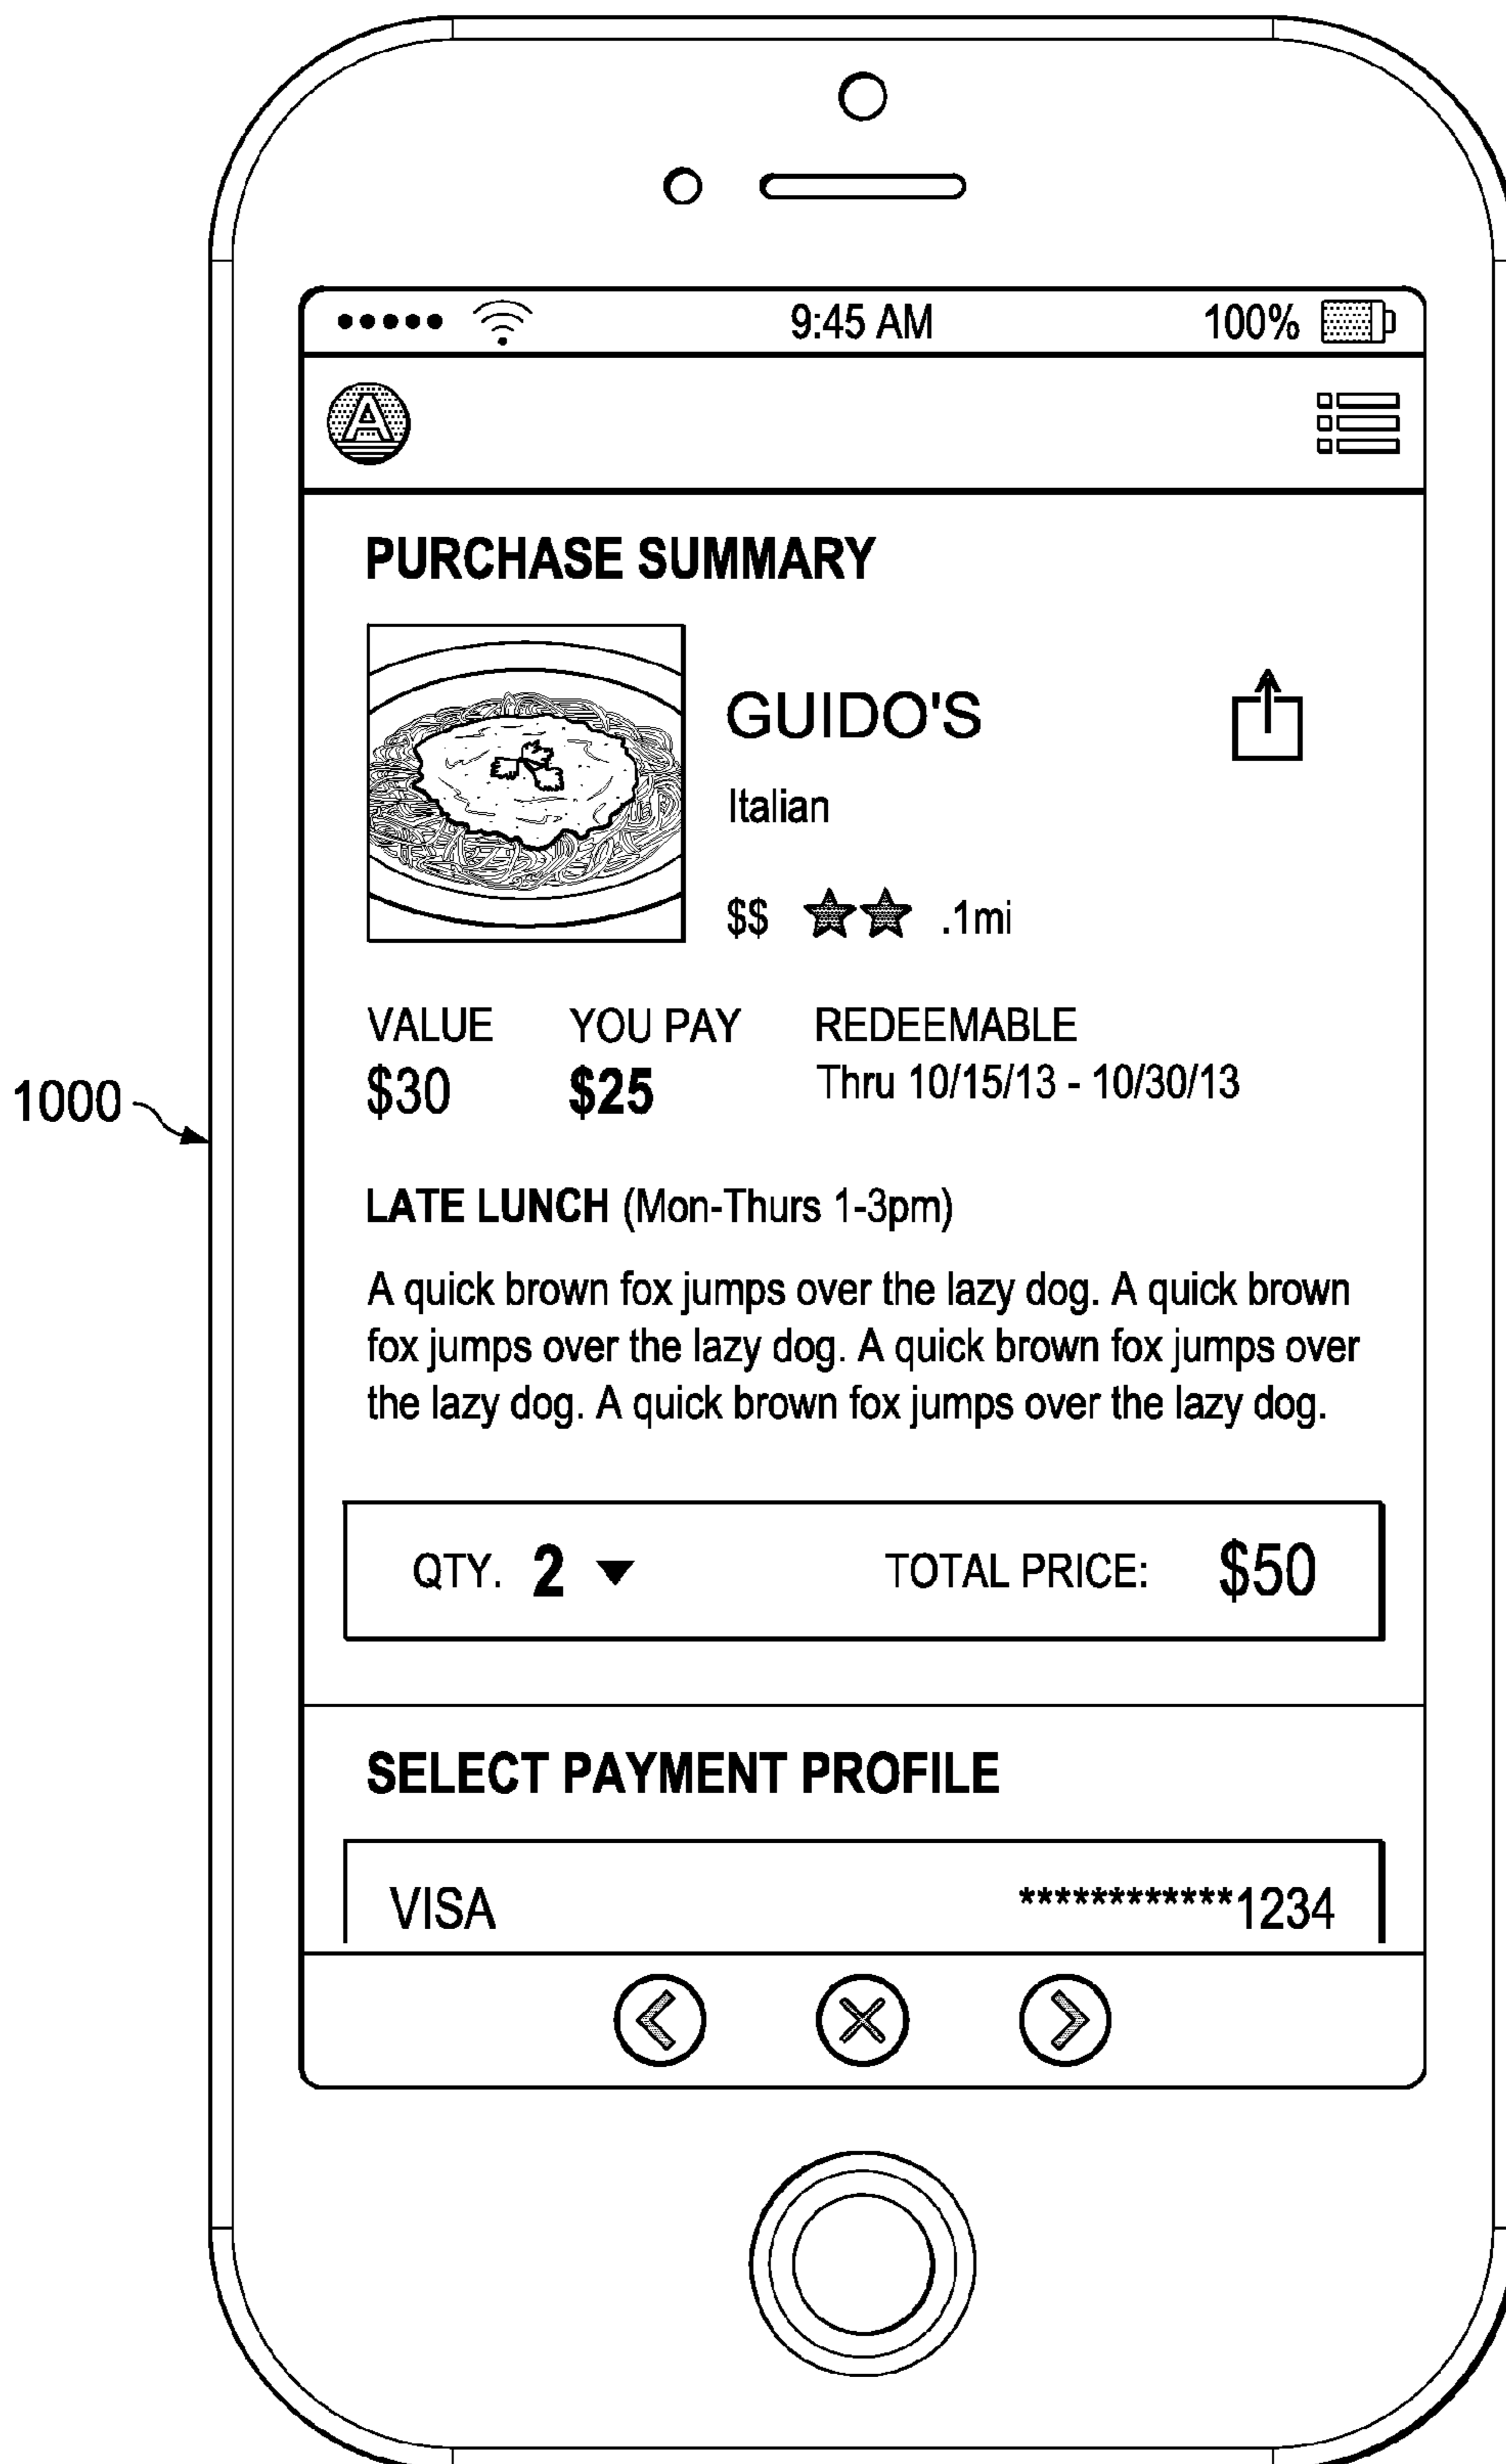 9:45 AM 100%
A
PURCHASE SUMMARY
GUIDO'S
Italian
$$ .1mi
VALUE YOU PAY REDEEMABLE
$30 $25 Thru 10/15/13 - 10/30/13
1000
LATE LUNCH (Mon-Thurs 1-3pm)
A quick brown fox jumps over the lazy dog. A quick brown
fox jumps over the lazy dog. A quick brown fox jumps over
the lazy dog. A quick brown fox jumps over the lazy dog.
QTY. 2 TOTAL PRICE: $50
SELECT PAYMENT PROFILE
VISA ************1234